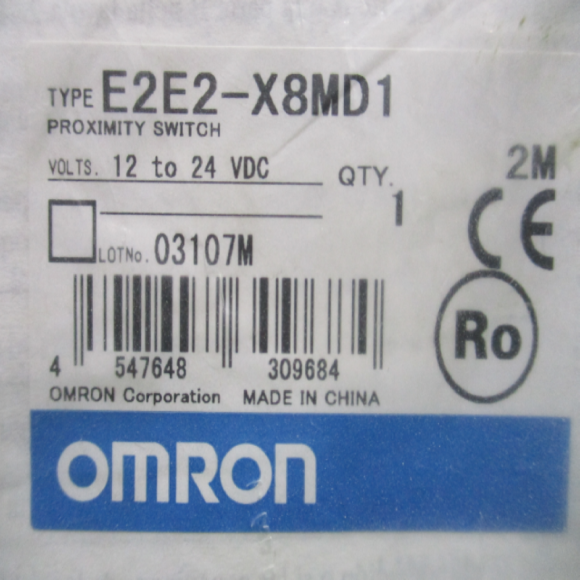 TYPE E2E2-X8MD1
PROXIMITY SWITCH
VOLTS. 12 to 24 VDC QTY. 2M
1
LOTNo. 03107M
CE
Ro
4 547648 309684
OMRON Corporation MADE IN CHINA
OMRON